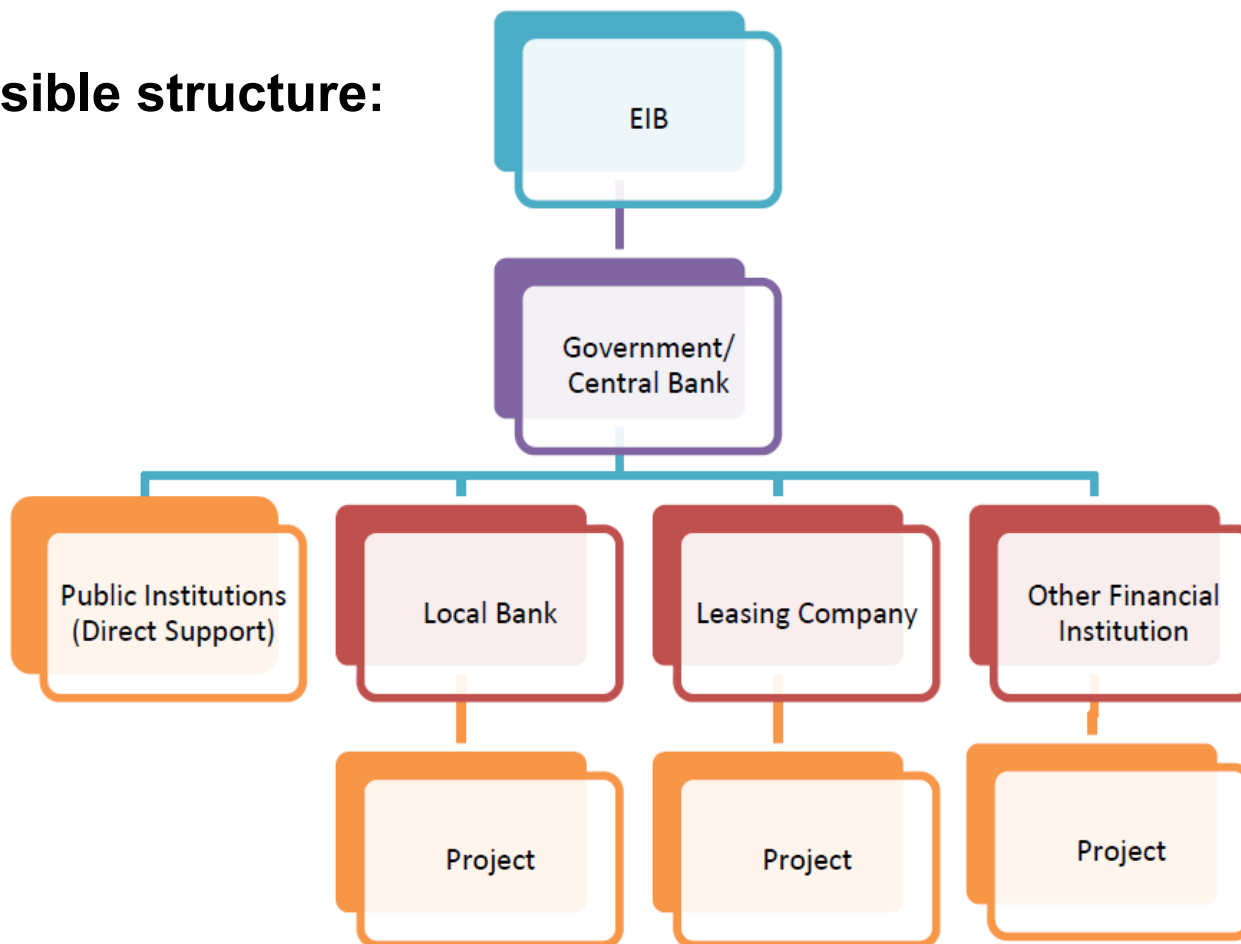 sible structure:
EIB
Government/
Central Bank
Public Institutions
(Direct Support)
Local Bank
Leasing Company
Other Financial
Institution
Project
Project
Project